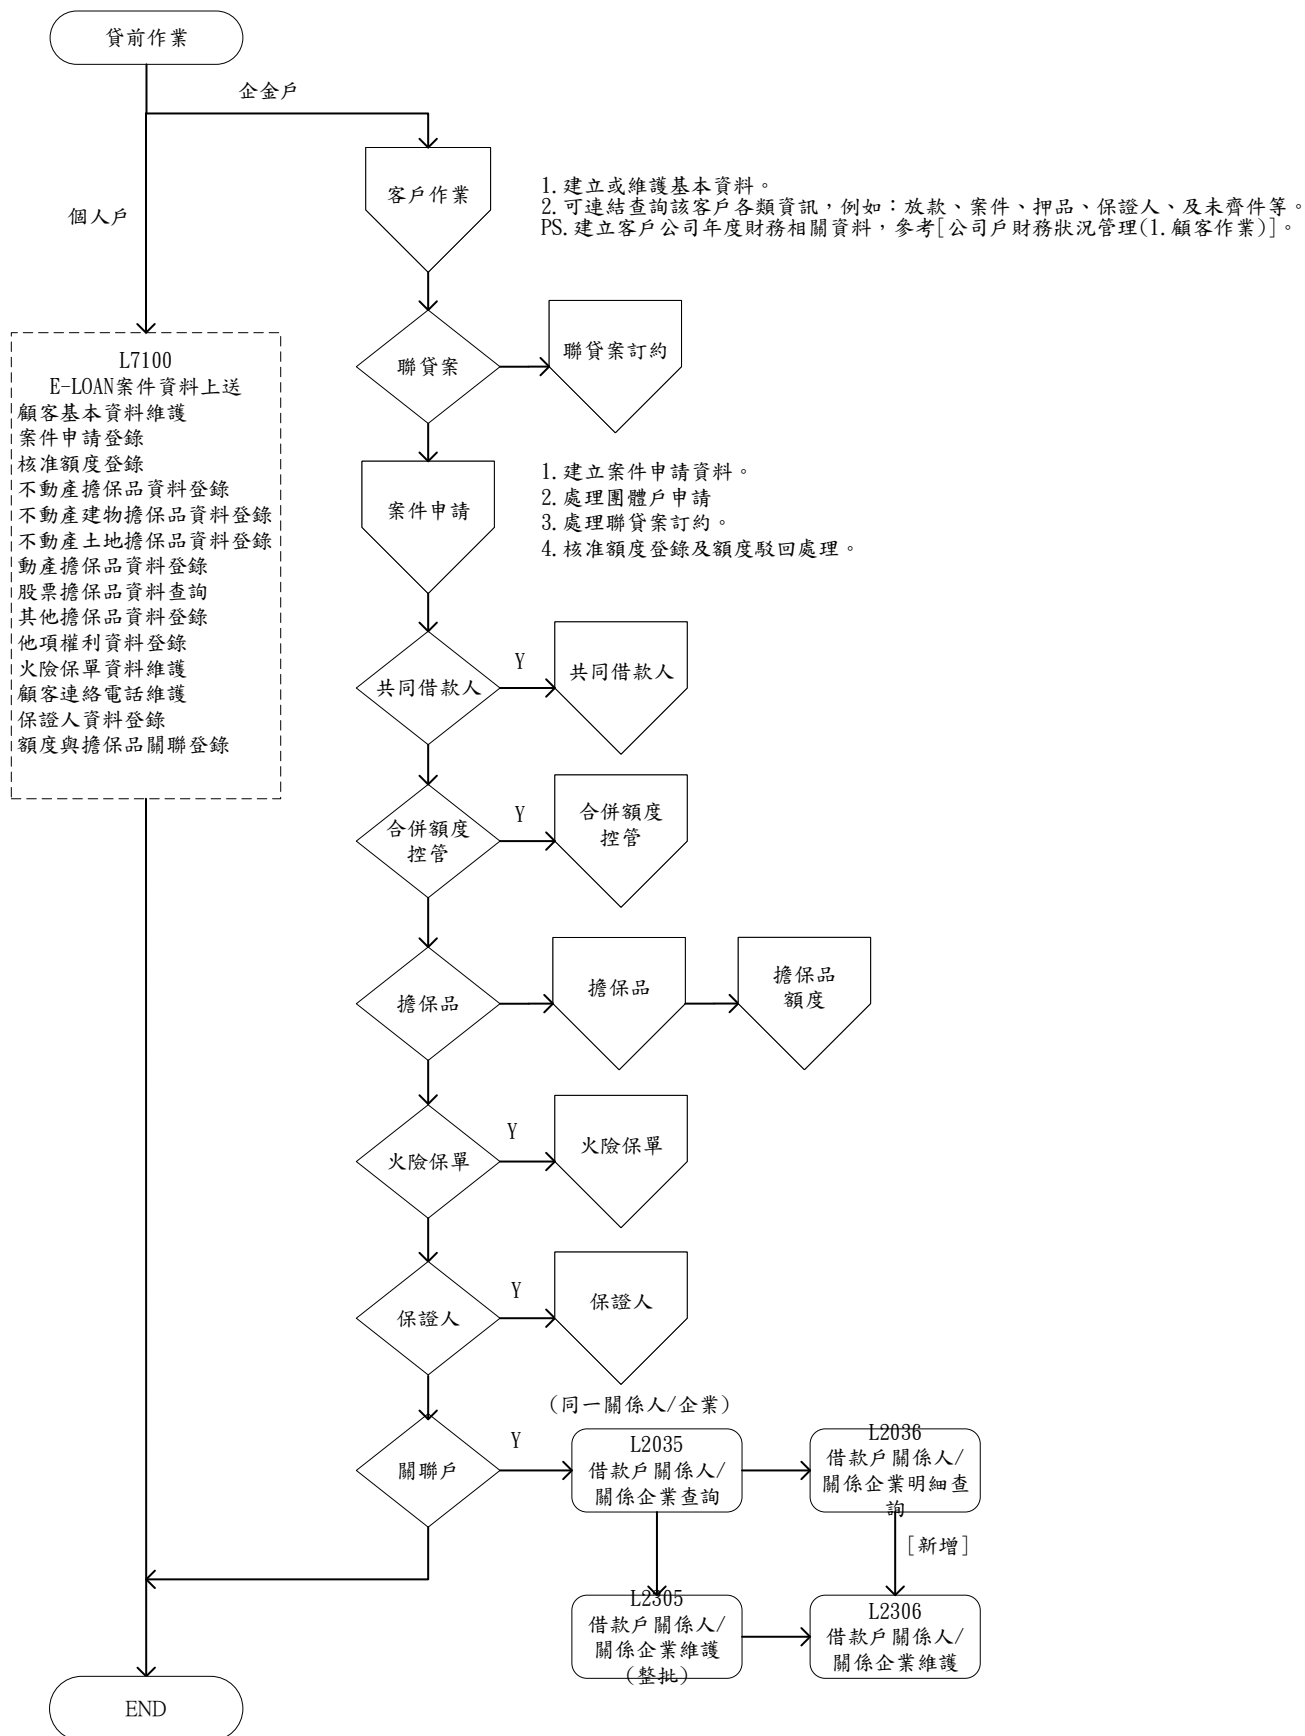 貸前作業
企金戶
個人戶
客戶作業
1.建立或維護基本資料。
2.可連結查詢該客戶各類資訊，例如：放款、案件、押品、保證人、及未齊件等。
PS.建立客戶公司年度財務相關資料，參考[公司戶財務狀況管理(1.顧客作業)]。
聯貸案
聯貸案訂約
L7100
E-LOAN案件資料上送
顧客基本資料維護
案件申請登錄
核准額度登錄
不動產擔保品資料登錄
不動產建物擔保品資料登錄
不動產土地擔保品資料登錄
動產擔保品資料登錄
股票擔保品資料查詢
其他擔保品資料登錄
他項權利資料登錄
火險保單資料維護
顧客連絡電話維護
保證人資料登錄
額度與擔保品關聯登錄
案件申請
1.建立案件申請資料。
2.處理團體戶申請
3.處理聯貸案訂約。
4.核准額度登錄及額度駁回處理。
共同借款人
Y
共同借款人
合併額度
控管
Y
合併額度
控管
擔保品
擔保品
擔保品
額度
火險保單
Y
火險保單
保證人
Y
保證人
關聯戶
Y
(同一關係人/企業)
L2035
借款戶關係人/
關係企業查詢
L2036
借款戶關係人/
關係企業明細查
詢
[新增]
L2305
借款戶關係人/
關係企業維護
(整批)
L2306
借款戶關係人/
關係企業維護
END